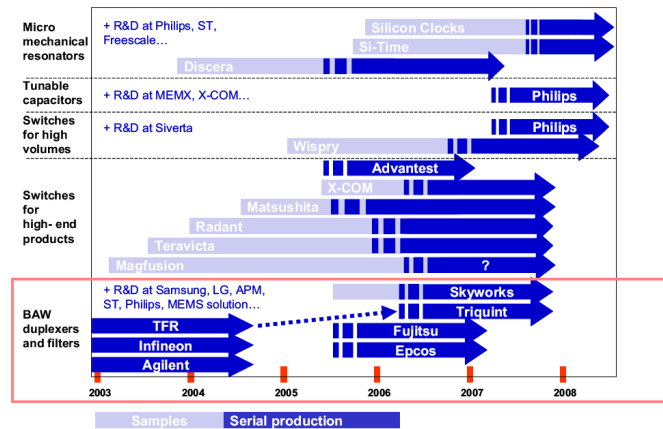 Micro
mechanical
resonators
+ R&D at Philips, ST,
Freescale…
Silicon Clocks
Si-Time
Discera
Tunable
capacitors
+ R&D at MEMX, X-COM…
Philips
Switches
for high
volumes
+ R&D at Siverta
Philips
Wispry
Switches
for
high- end
products
Advantest
X-COM
Matsushita
Radant
Teravicta
Magfusion
?
BAW
duplexers
and filters
+ R&D at Samsung, LG, APM,
ST, Philips, MEMS solution…
Skyworks
Triquint
TFR
Fujitsu
Infineon
Epcos
Agilent
2003 2004 2005 2006 2007 2008
Samples Serial production